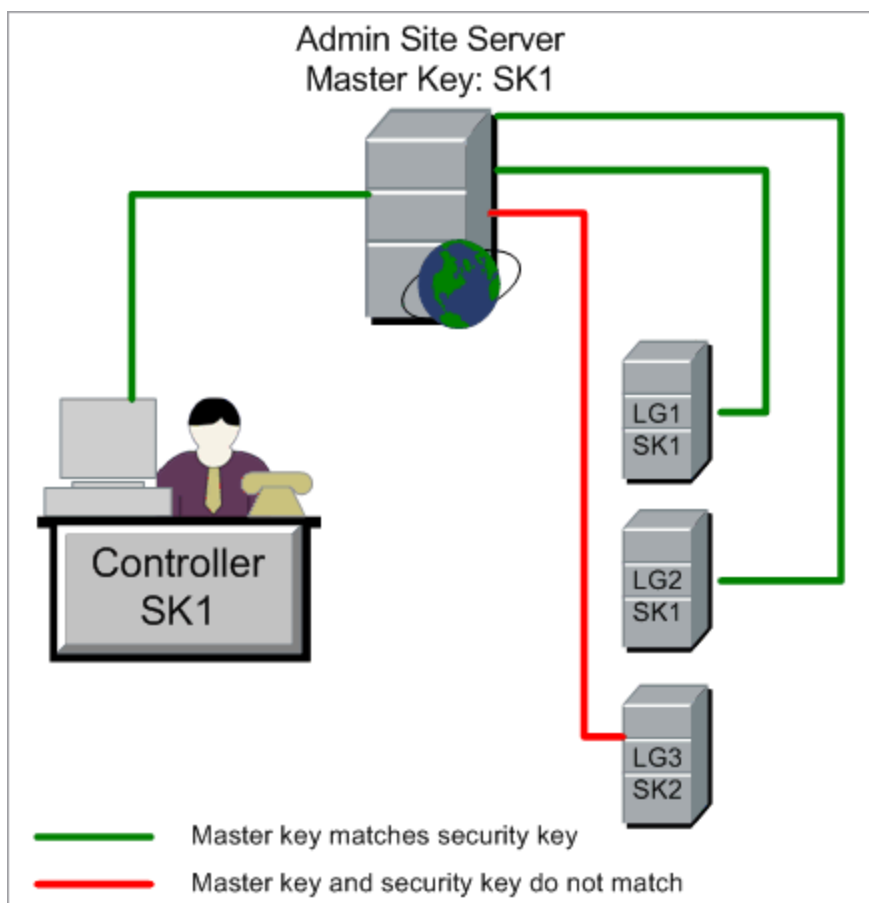 Admin Site Server
Master Key: SK1
LG1
SK1
LG2
SK1
Controller
SK1
LG3
SK2
Master key matches security key
Master key and security key do not match